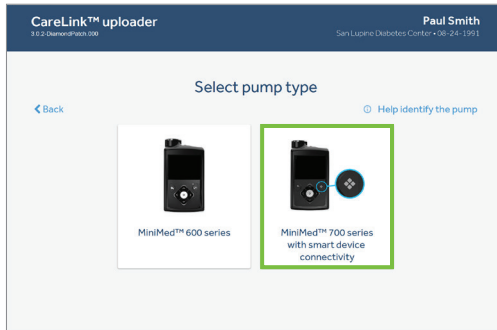 CareLink™ uploader
3.0.2-DiamondPatch.000
Paul Smith
San Lupine Diabetes Center • 08-24-1991
Select pump type
Back
Help identify the pump
MiniMed™ 600 series
MiniMed™ 700 series
with smart device
connectivity